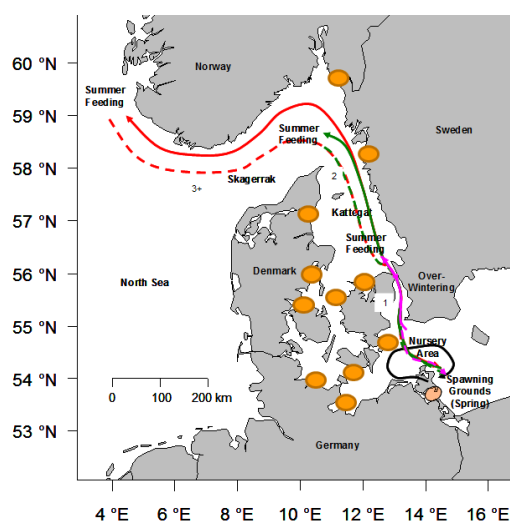 60 °N
59 °N
58 °N
57 °N
56 °N
55 °N
54 °N
53 °N
Norway
Summer
Feeding
Sweden
Summer
Feeding
Skagerrak
3+
2
Kattegat
Summer
Feeding
North Sea
Denmark
Over-
Wintering
1
Nursery
Area
0
100
200 km
Spawning
Grounds
(Spring)
Germany
4 °E
6 °E
8 °E
10 °E
12 °E
14 °E
16 °E